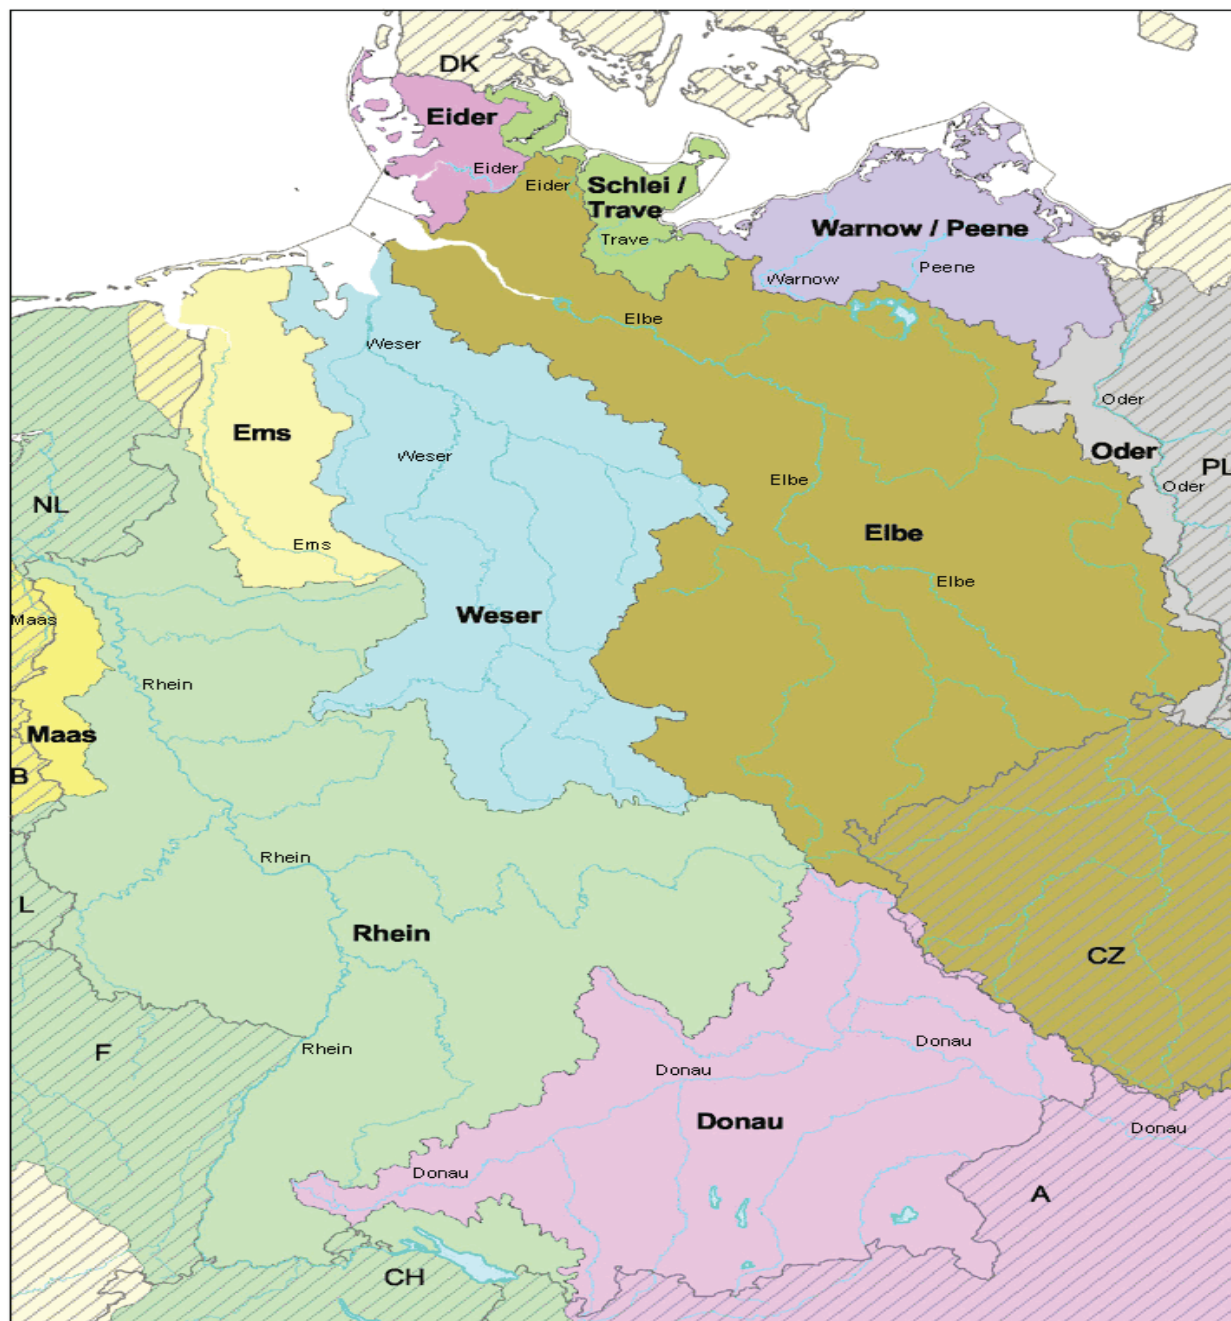 DK
Eider
Eider
Eider
Schlei /
Trave
Trave
Warnow / Peene
Warnow
Peene
Elbe
Weser
Oder
Ems
Weser
Oder
PL
Elbe
Oder
NL
Elbe
Ems
Elbe
Maas
Weser
Rhein
Maas
B
Rhein
L
Rhein
CZ
F
Rhein
Donau
Donau
Donau
Donau
Donau
A
CH